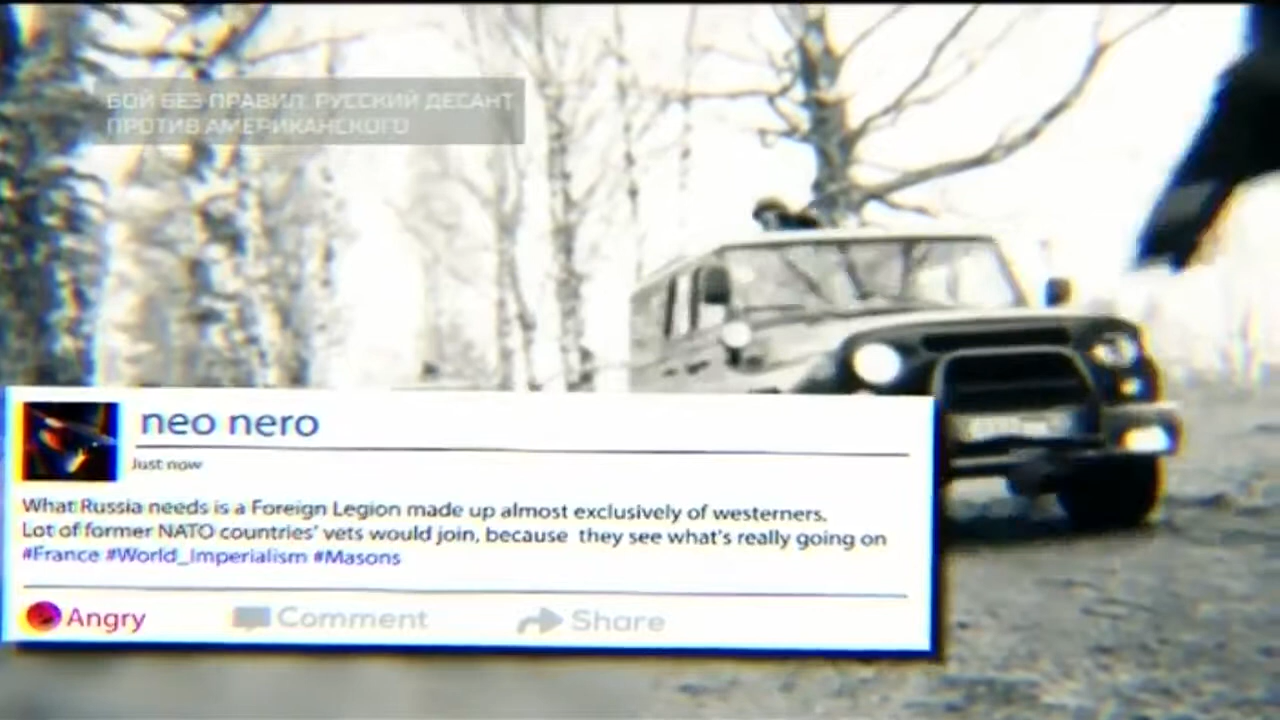 БОЙ БЕЗ ПРАВИЛ: РУССКИЙ ДЕСАНТ
ПРОТИВ АМЕРИКАНСКОГО
neo nero
Just now
What Russia needs is a Foreign Legion made up almost exclusively of westerners.
Lot of former NATO countries' vets would join, because they see what's really going on
#France #World_Imperialism #Masons
Angry Comment Share